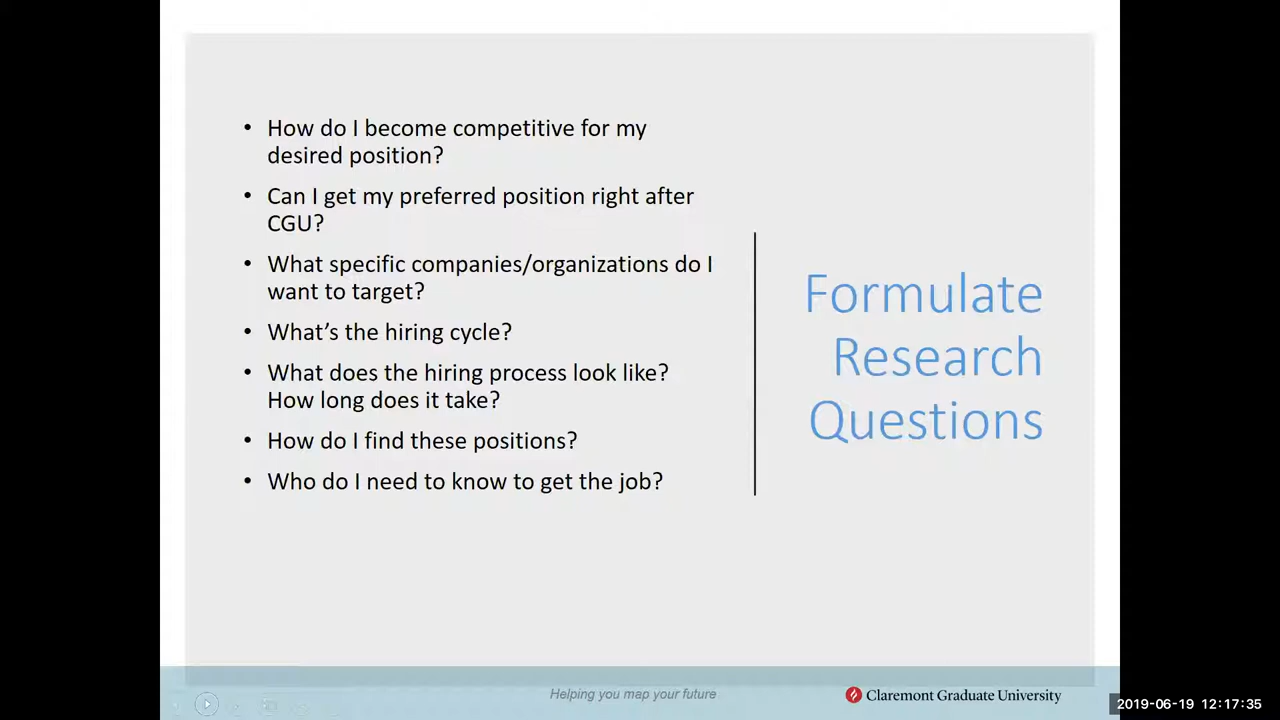 • How do I become competitive for my
desired position?
• Can I get my preferred position right after
CGU?
• What specific companies/organizations do I
want to target?
• What’s the hiring cycle?
• What does the hiring process look like?
How long does it take?
• How do I find these positions?
• Who do I need to know to get the job?
Formulate
Research
Questions
Helping you map your future
Claremont Graduate University
2019-06-19 12:17:35